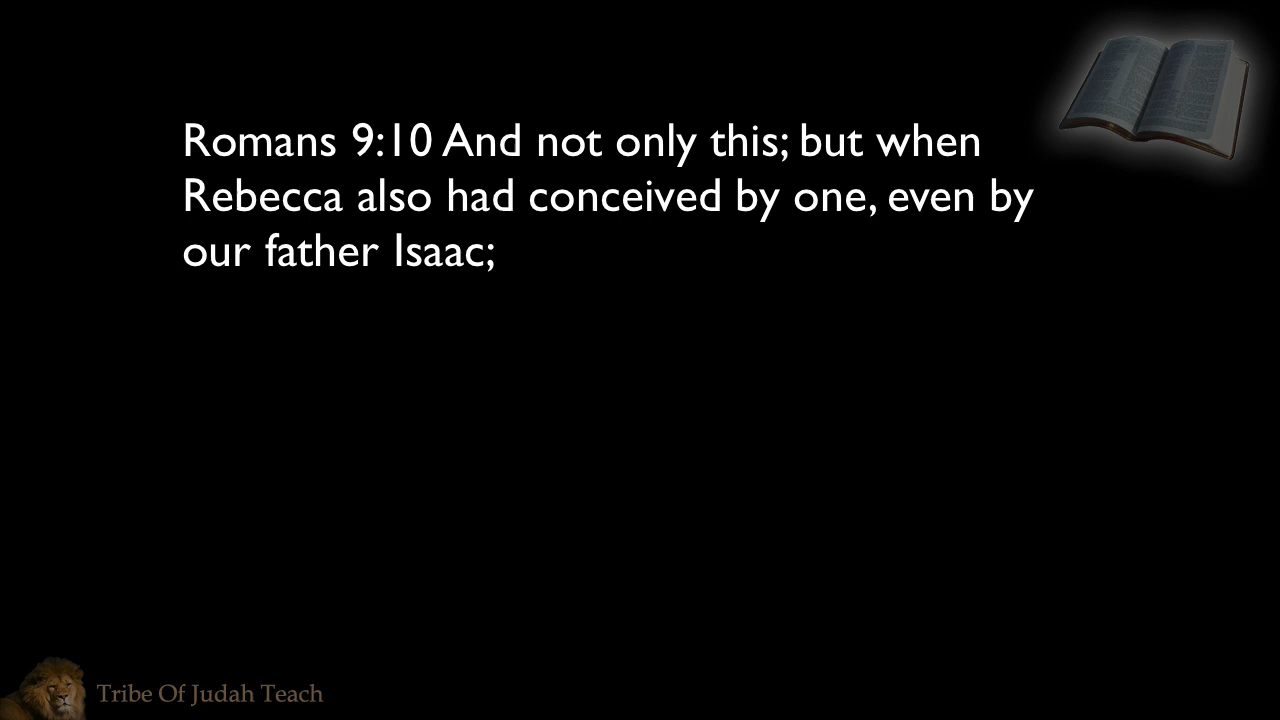 Romans 9:10 And not only this; but when
Rebecca also had conceived by one, even by
our father Isaac;
Tribe Of Judah Teach